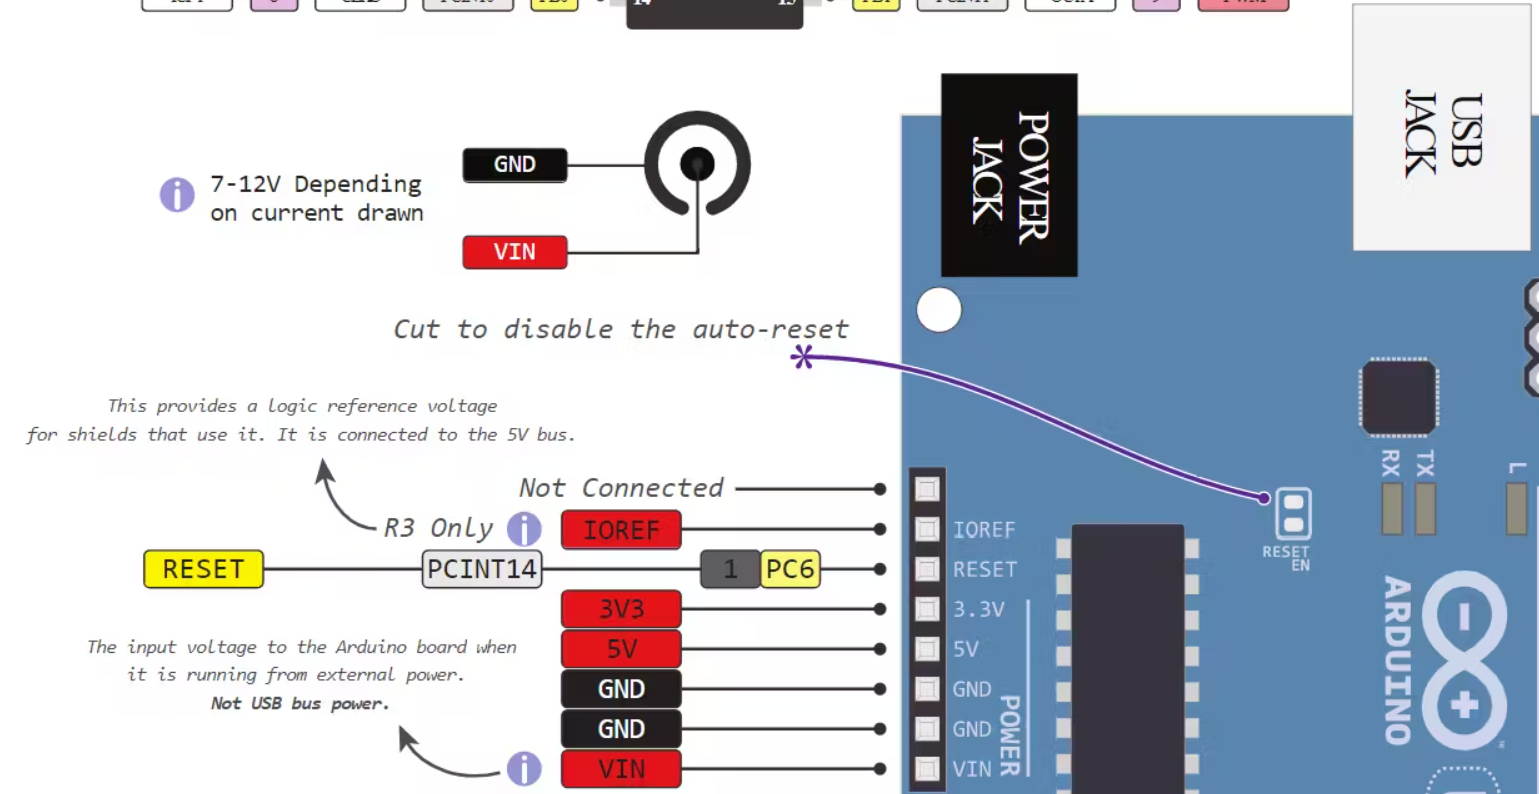 14
13
GND
7-12V Depending
on current drawn
VIN
POWER
JACK
USB
JACK
Cut to disable the auto-reset
*
This provides a logic reference voltage
for shields that use it. It is connected to the 5V bus.
Not Connected
R3 Only
i
IOREF
IOREF
RESET
PCINT14
1
PC6
RESET
3V3
3.3V
5V
5V
GND
GND
GND
GND
VIN
VIN
POWER
The input voltage to the Arduino board when
it is running from external power.
Not USB bus power.
RX
TX
L
RESET
EN
ARDUINO
TM